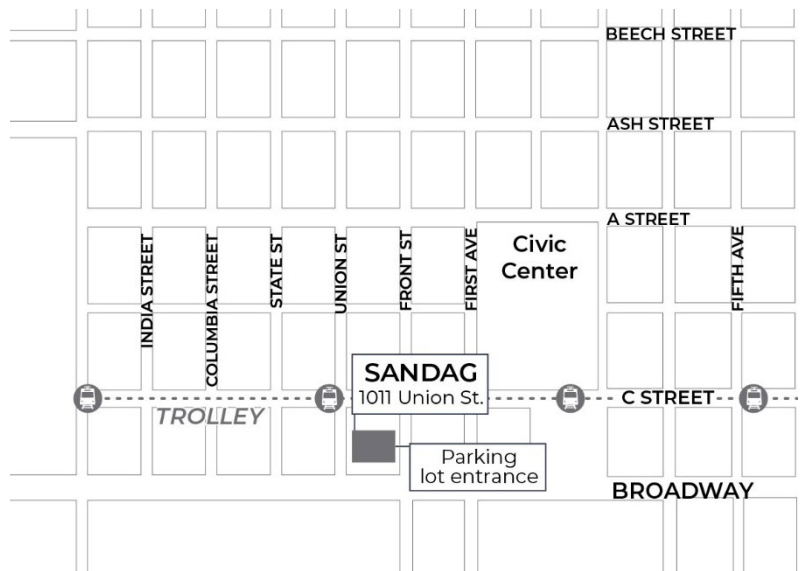 BEECH STREET
ASH STREET
A STREET
INDIA STREET
COLUMBIA STREET
STATE ST
UNION ST
FRONT ST
FIRST AVE
Civic
Center
FIFTH AVE
SANDAG
1011 Union St.
C STREET
TROLLEY
Parking
lot entrance
BROADWAY